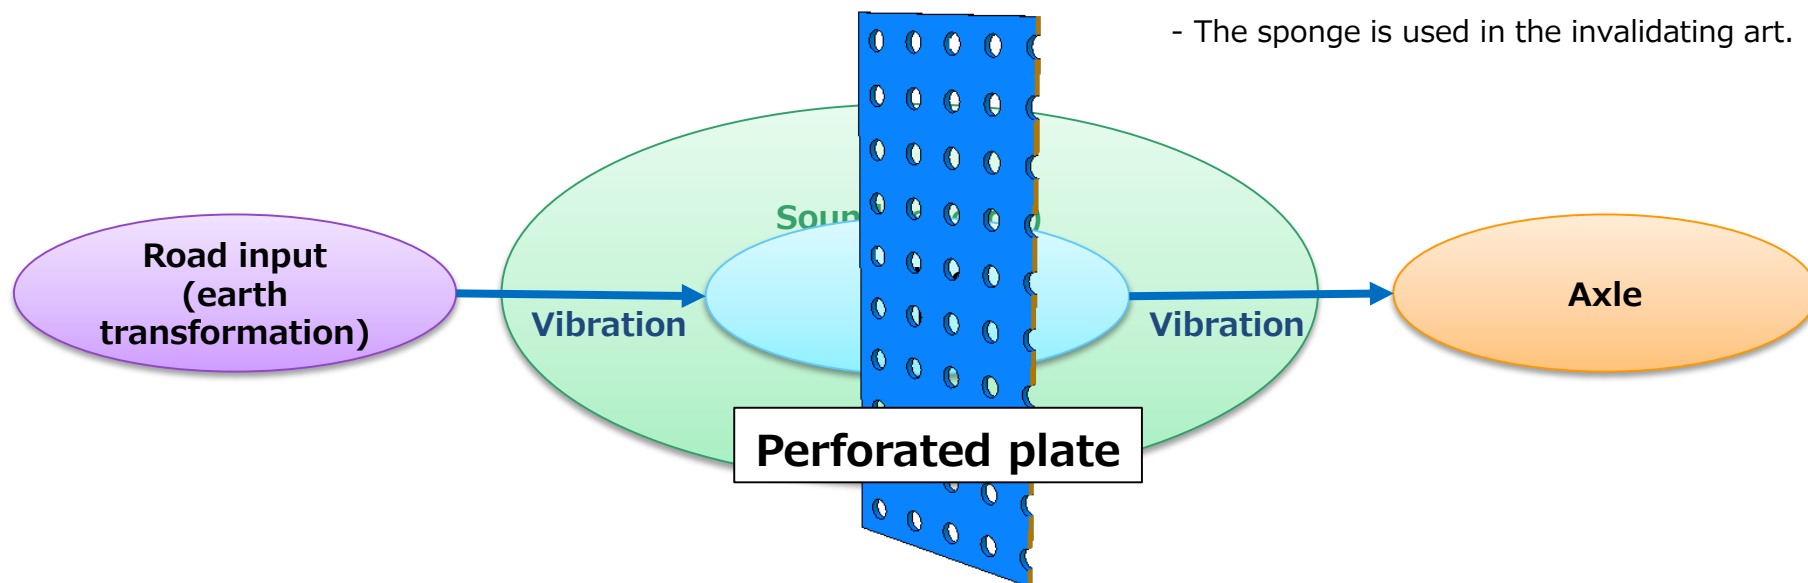 - The sponge is used in the invalidating art.
Road input
(earth
transformation)
Vibration
Vibration
Axle
Perforated plate